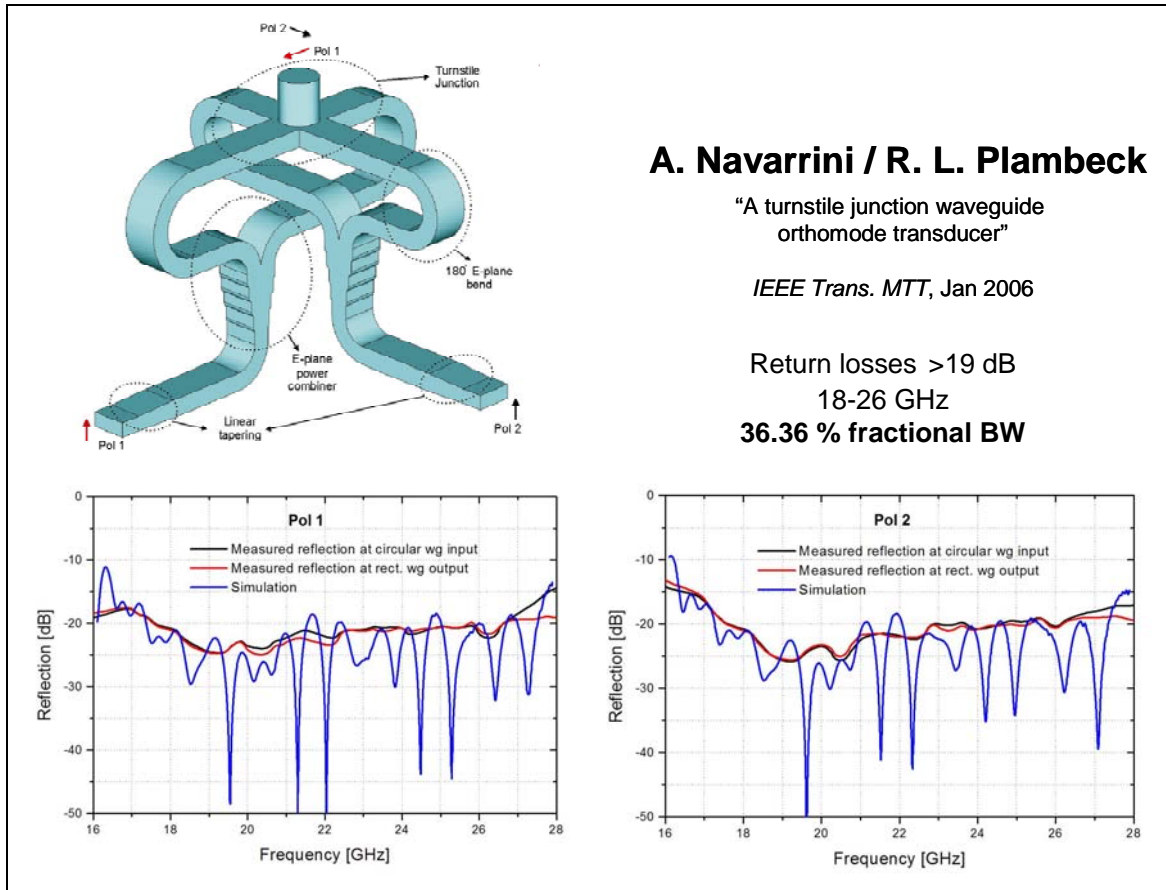 Pol 2
Pol 1
Turnstile
Junction
180° E-plane
bend
E-plane
power
combiner
Linear
tapering
Pol 1
Pol 2
A. Navarrini / R. L. Plambeck
“A turnstile junction waveguide
orthomode transducer”
IEEE Trans. MTT, Jan 2006
Return losses >19 dB
18-26 GHz
36.36 % fractional BW
Pol 1
Measured reflection at circular wg input
Measured reflection at rect. wg output
Simulation
Reflection [dB]
0
-10
-20
-30
-40
-50
16 18 20 22 24 26 28
Frequency [GHz]
Pol 2
Measured reflection at circular wg input
Measured reflection at rect. wg output
Simulation
Reflection [dB]
0
-10
-20
-30
-40
-50
16 18 20 22 24 26 28
Frequency [GHz]